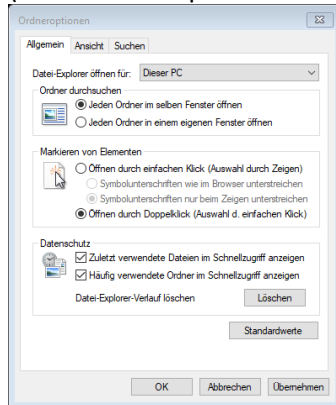 Ordneroptionen
Allgemein Ansicht Suchen
Datei-Explorer öffnen für: Dieser PC
Ordner durchsuchen
Jeden Ordner im selben Fenster öffnen
Jeden Ordner in einem eigenen Fenster öffnen
Markieren von Elementen
Öffnen durch einfachen Klick (Auswahl durch Zeigen)
Symbolunterschriften wie im Browser unterstreichen
Symbolunterschriften nur beim Zeigen unterstreichen
Öffnen durch Doppelklick (Auswahl d. einfachen Klick)
Datenschutz
Zuletzt verwendete Dateien im Schnellzugriff anzeigen
Häufig verwendete Ordner im Schnellzugriff anzeigen
Datei-Explorer-Verlauf löschen Löschen
Standardwerte
OK Abbrechen Übernehmen